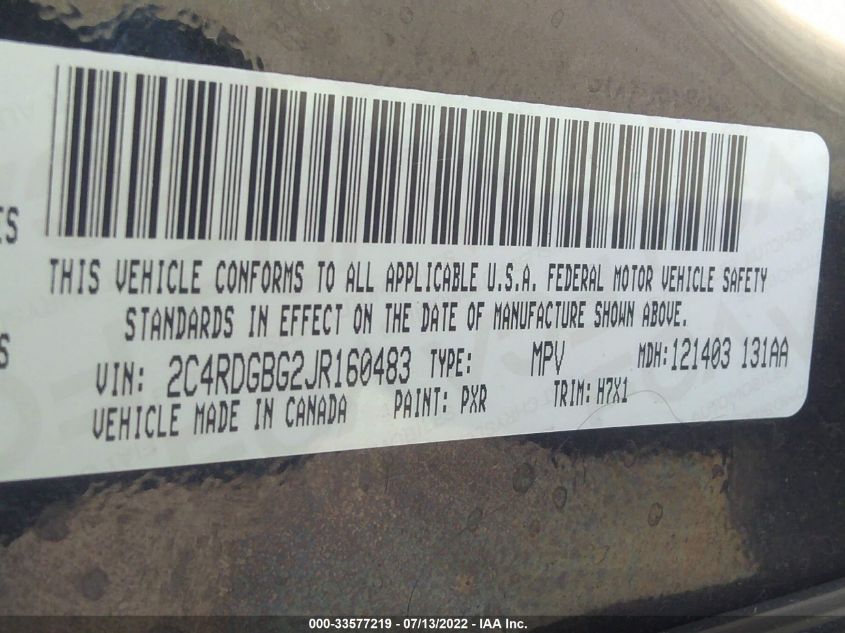 THIS VEHICLE CONFORMS TO ALL APPLICABLE U.S.A. FEDERAL MOTOR VEHICLE SAFETY
STANDARDS IN EFFECT ON THE DATE OF MANUFACTURE SHOWN ABOVE.
VIN: 2C4RDGBG2JR160483 TYPE: MPV MDH:121403 131AA
VEHICLE MADE IN CANADA PAINT: PXR TRIM: H7X1
000-33577219 - 07/13/2022 - IAA Inc.